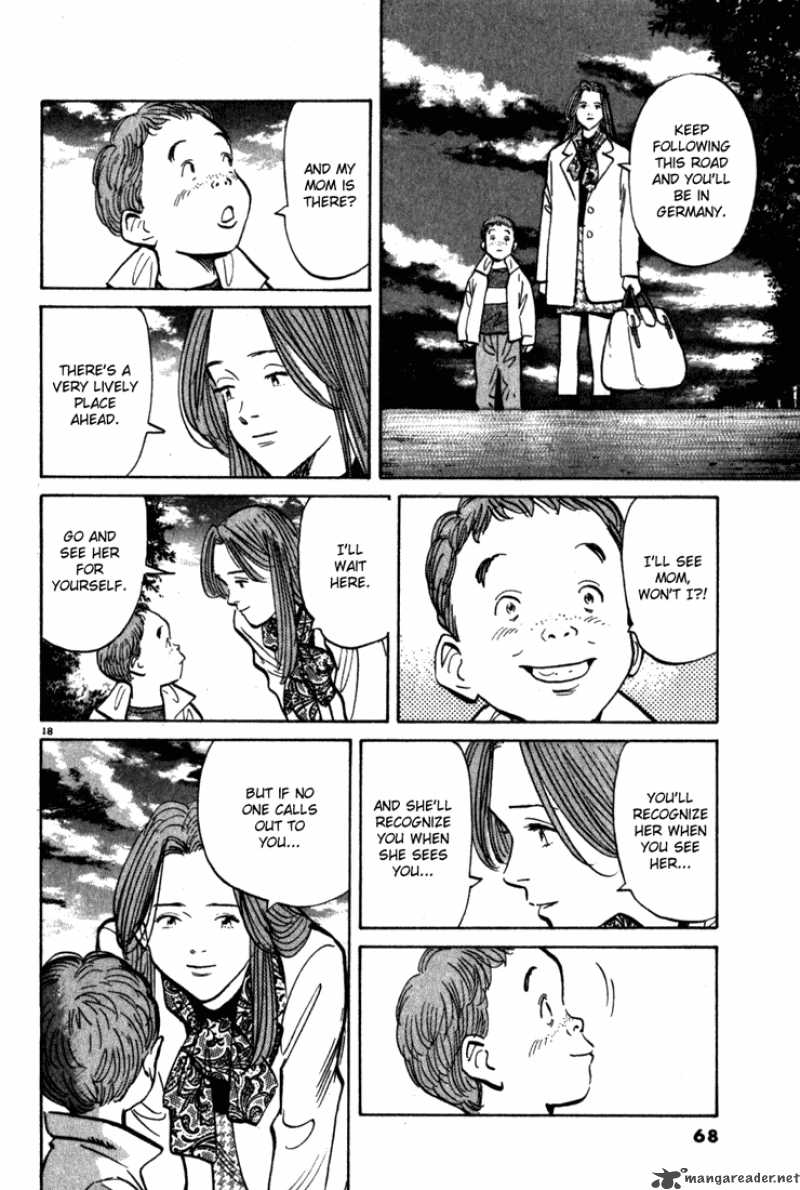 KEEP
FOLLOWING
THIS ROAD
AND YOU'LL
BE IN
GERMANY.
AND MY
MOM IS
THERE?
THERE'S A
VERY LIVELY
PLACE
AHEAD.
I'LL SEE
MOM,
WON'T I?!
I'LL
WAIT
HERE.
GO AND
SEE HER
FOR
YOURSELF.
18
YOU'LL
RECOGNIZE
HER WHEN
YOU SEE
HER...
AND SHE'LL
RECOGNIZE
YOU WHEN
SHE SEES
YOU...
BUT IF NO
ONE CALLS
OUT TO
YOU...
68
mangareader.net